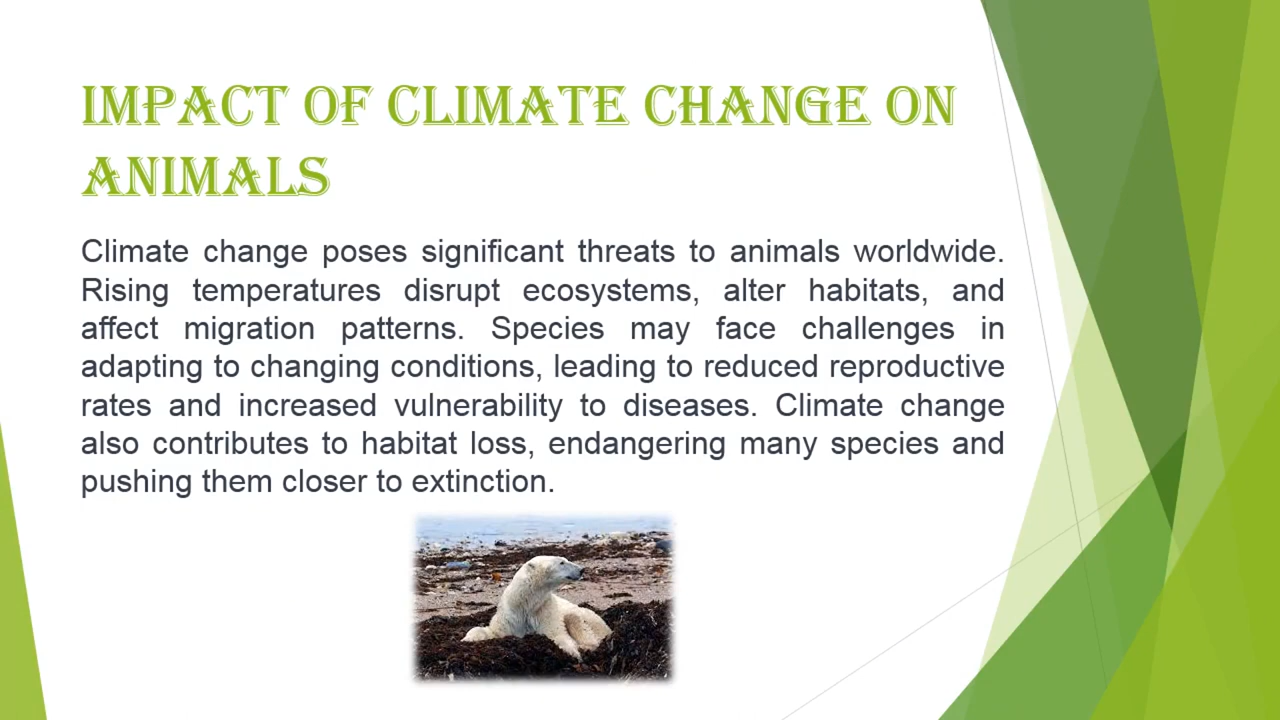 IMPACT OF CLIMATE CHANGE ON
ANIMALS
Climate change poses significant threats to animals worldwide.
Rising temperatures disrupt ecosystems, alter habitats, and
affect migration patterns. Species may face challenges in
adapting to changing conditions, leading to reduced reproductive
rates and increased vulnerability to diseases. Climate change
also contributes to habitat loss, endangering many species and
pushing them closer to extinction.